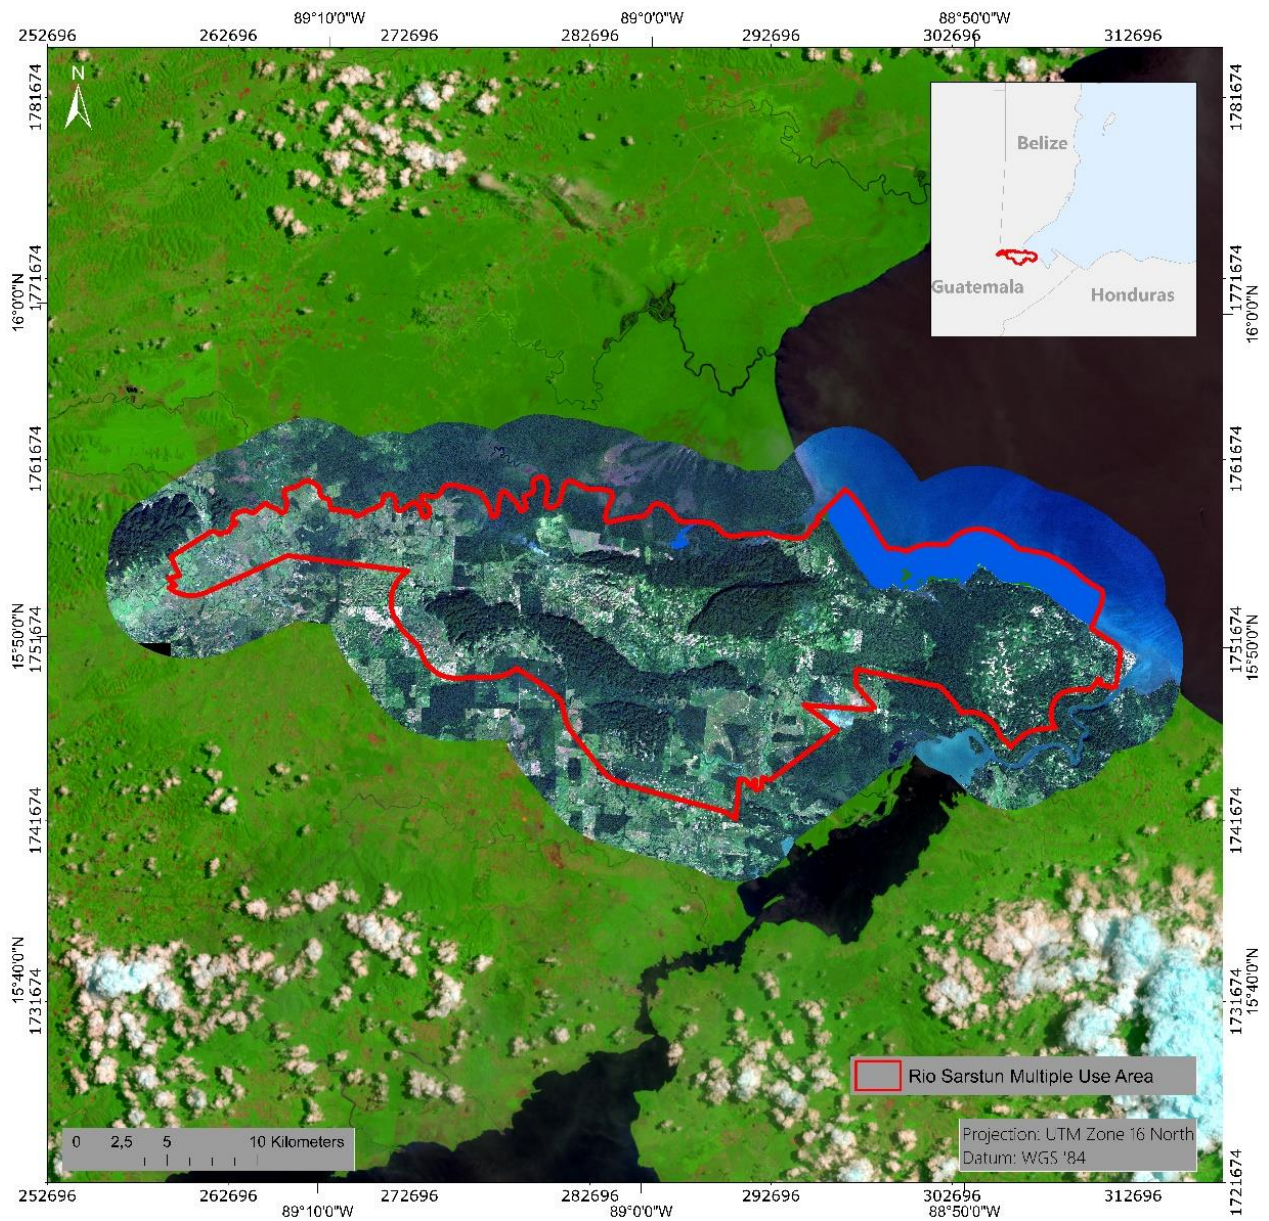 89°10'0"W 89°0'0"W 88°50'0"W
252696 262696 272696 282696 292696 302696 312696
N
1781674 1781674
Belize
1771674 1771674
16°0'0"N 16°0'0"N
Guatemala
Honduras
1761674 1761674
1751674 1751674
15°50'0"N 15°50'0"N
1741674 1741674
15°40'0"N 15°40'0"N
1731674 1731674
Rio Sarstun Multiple Use Area
0 2,5 5 10 Kilometers
Projection: UTM Zone 16 North
Datum: WGS '84
1721674 1721674
252696 262696 272696 282696 292696 302696 312696
89°10'0"W 89°0'0"W 88°50'0"W